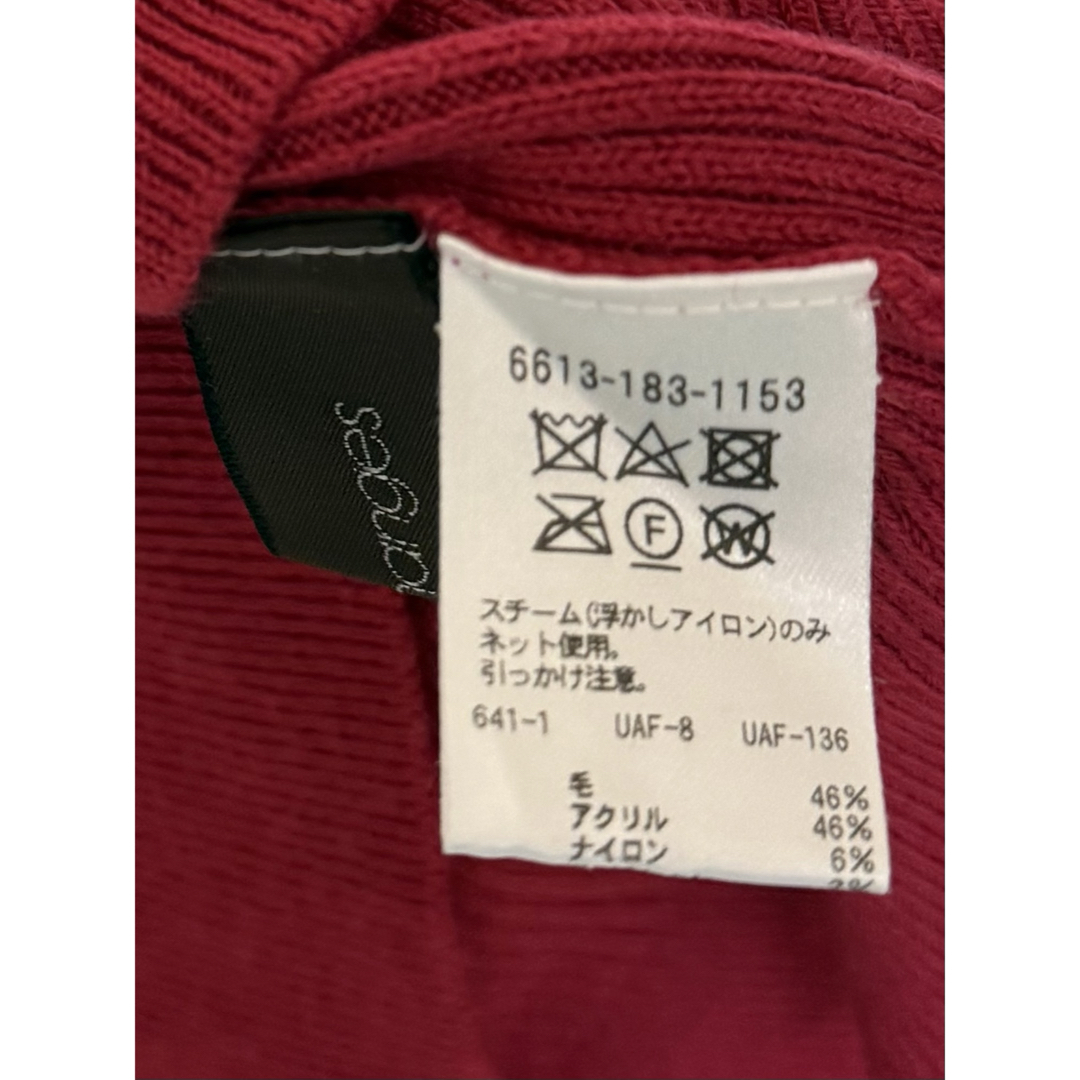 6613-183-1153
F
W
スチーム(浮かしアイロン)のみ
ネット使用。
引っかけ注意。
641-1 UAF-8 UAF-136
毛 46%
アクリル 46%
ナイロン 6%